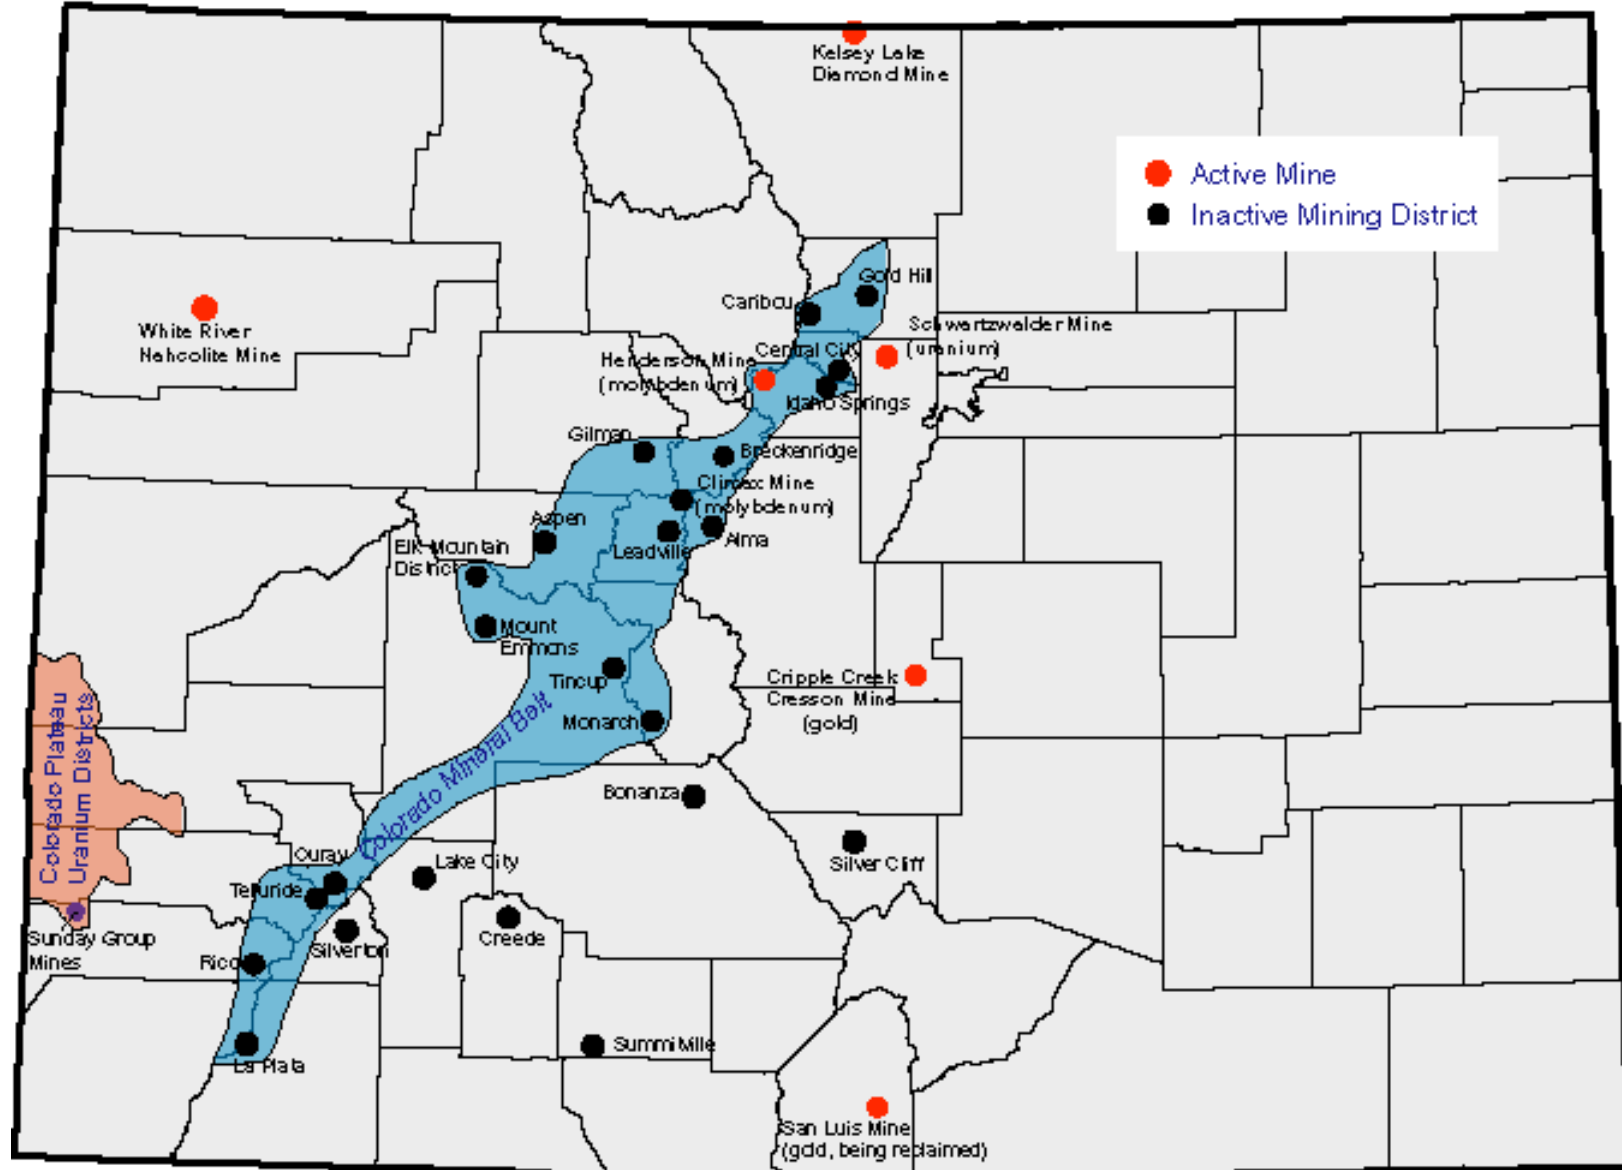 Kelsey Lake
Diamond Mine
Active Mine
Inactive Mining District
Gold Hill
Caribou
White River
Nahcolite Mine
Schwartzwalder Mine
(uranium)
Central City
Henderson Mine
(molybdenum)
Idaho Springs
Gilman
Breckenridge
Climax Mine
(molybdenum)
Aspen
Alma
Leadville
Elk Mountain
District
Mount
Emmons
Tincup
Cripple Creek
Cresson Mine
(gold)
Monarch
Colorado Mineral Belt
Colorado Plateau
Uranium Districts
Bonanza
Silver Cliff
Ouray
Lake City
Telluride
Creede
Sunday Group
Mines
Silverton
Rico
Summitville
La Plata
San Luis Mine
(gold, being reclaimed)